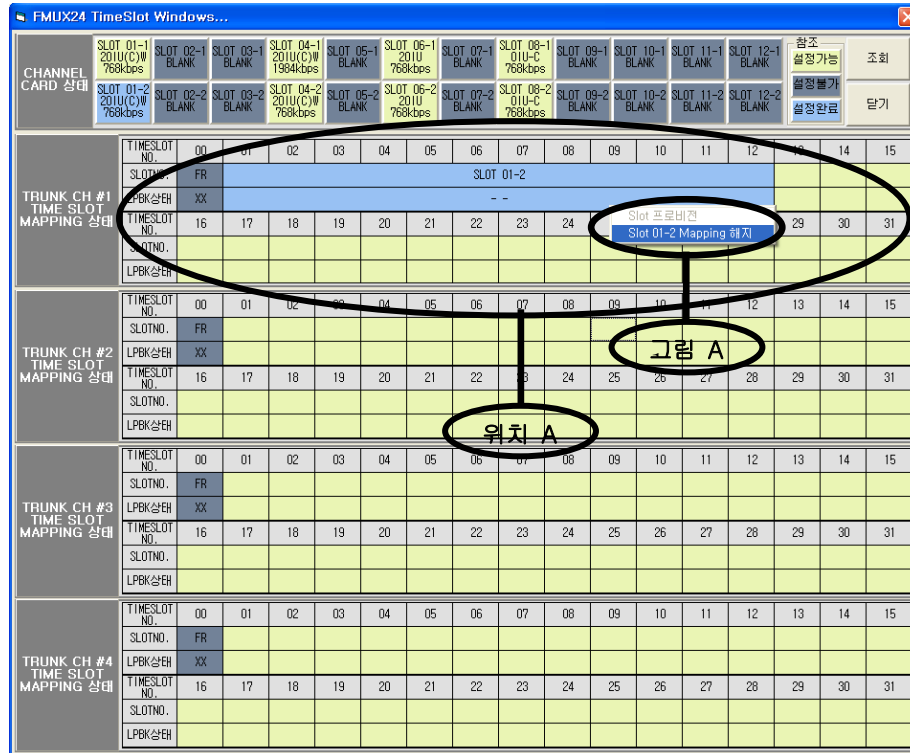 FMUX24 TimeSlot Windows...
CHANNEL CARD 상태
SLOT 01-1 201U(C)W 768kbps
SLOT 02-1 BLANK
SLOT 03-1 BLANK
SLOT 04-1 201U(C)W 1984kbps
SLOT 05-1 BLANK
SLOT 06-1 201U 768kbps
SLOT 07-1 BLANK
SLOT 08-1 01U-C 768kbps
SLOT 09-1 BLANK
SLOT 10-1 BLANK
SLOT 11-1 BLANK
SLOT 12-1 BLANK
SLOT 01-2 201U(C)W 768kbps
SLOT 02-2 BLANK
SLOT 03-2 BLANK
SLOT 04-2 201U(C)W 768kbps
SLOT 05-2 BLANK
SLOT 06-2 201U 768kbps
SLOT 07-2 BLANK
SLOT 08-2 01U-C 768kbps
SLOT 09-2 BLANK
SLOT 10-2 BLANK
SLOT 11-2 BLANK
SLOT 12-2 BLANK
참조
설정가능
설정불가
설정완료
조회
닫기
TRUNK CH #1 TIME SLOT MAPPING 상태
TIMESLOT NO. 00 01 02 03 04 05 06 07 08 09 10 11 12 13 14 15
SLOTNO. FR SLOT 01-2
LPBK상태 XX - -
TIMESLOT NO. 16 17 18 19 20 21 22 23 24 29 30 31
SLOTNO.
LPBK상태
Slot 프로비젼
Slot 01-2 Mapping 해지
TRUNK CH #2 TIME SLOT MAPPING 상태
TIMESLOT NO. 00 01 02 03 04 05 06 07 08 09 10 11 12 13 14 15
SLOTNO. FR
LPBK상태 XX
그림 A
TIMESLOT NO. 16 17 18 19 20 21 22 23 24 25 26 27 28 29 30 31
SLOTNO.
LPBK상태
위치 A
TRUNK CH #3 TIME SLOT MAPPING 상태
TIMESLOT NO. 00 01 02 03 04 05 06 07 08 09 10 11 12 13 14 15
SLOTNO. FR
LPBK상태 XX
TIMESLOT NO. 16 17 18 19 20 21 22 23 24 25 26 27 28 29 30 31
SLOTNO.
LPBK상태
TRUNK CH #4 TIME SLOT MAPPING 상태
TIMESLOT NO. 00 01 02 03 04 05 06 07 08 09 10 11 12 13 14 15
SLOTNO. FR
LPBK상태 XX
TIMESLOT NO. 16 17 18 19 20 21 22 23 24 25 26 27 28 29 30 31
SLOTNO.
LPBK상태